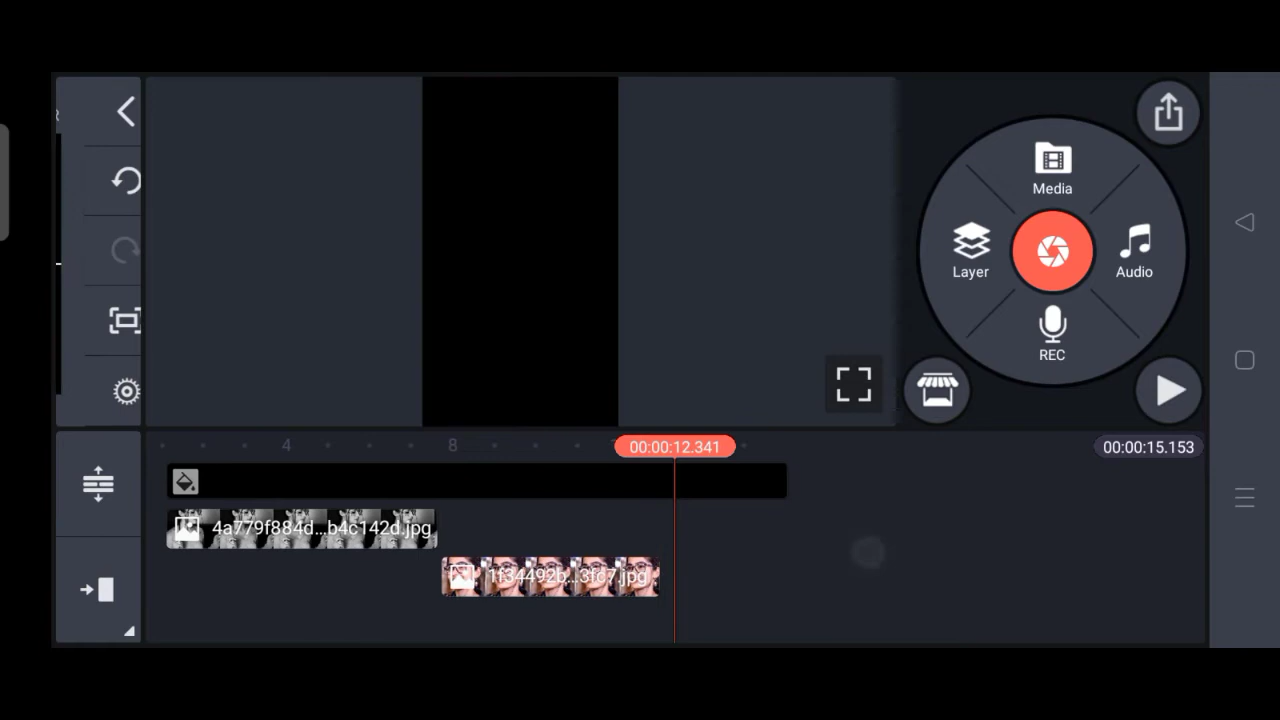 Media
Layer
Audio
REC
4
8
00:00:12.341
00:00:15.153
4a779f884d...b4c142d.jpg
1f34492b...3fc7.jpg